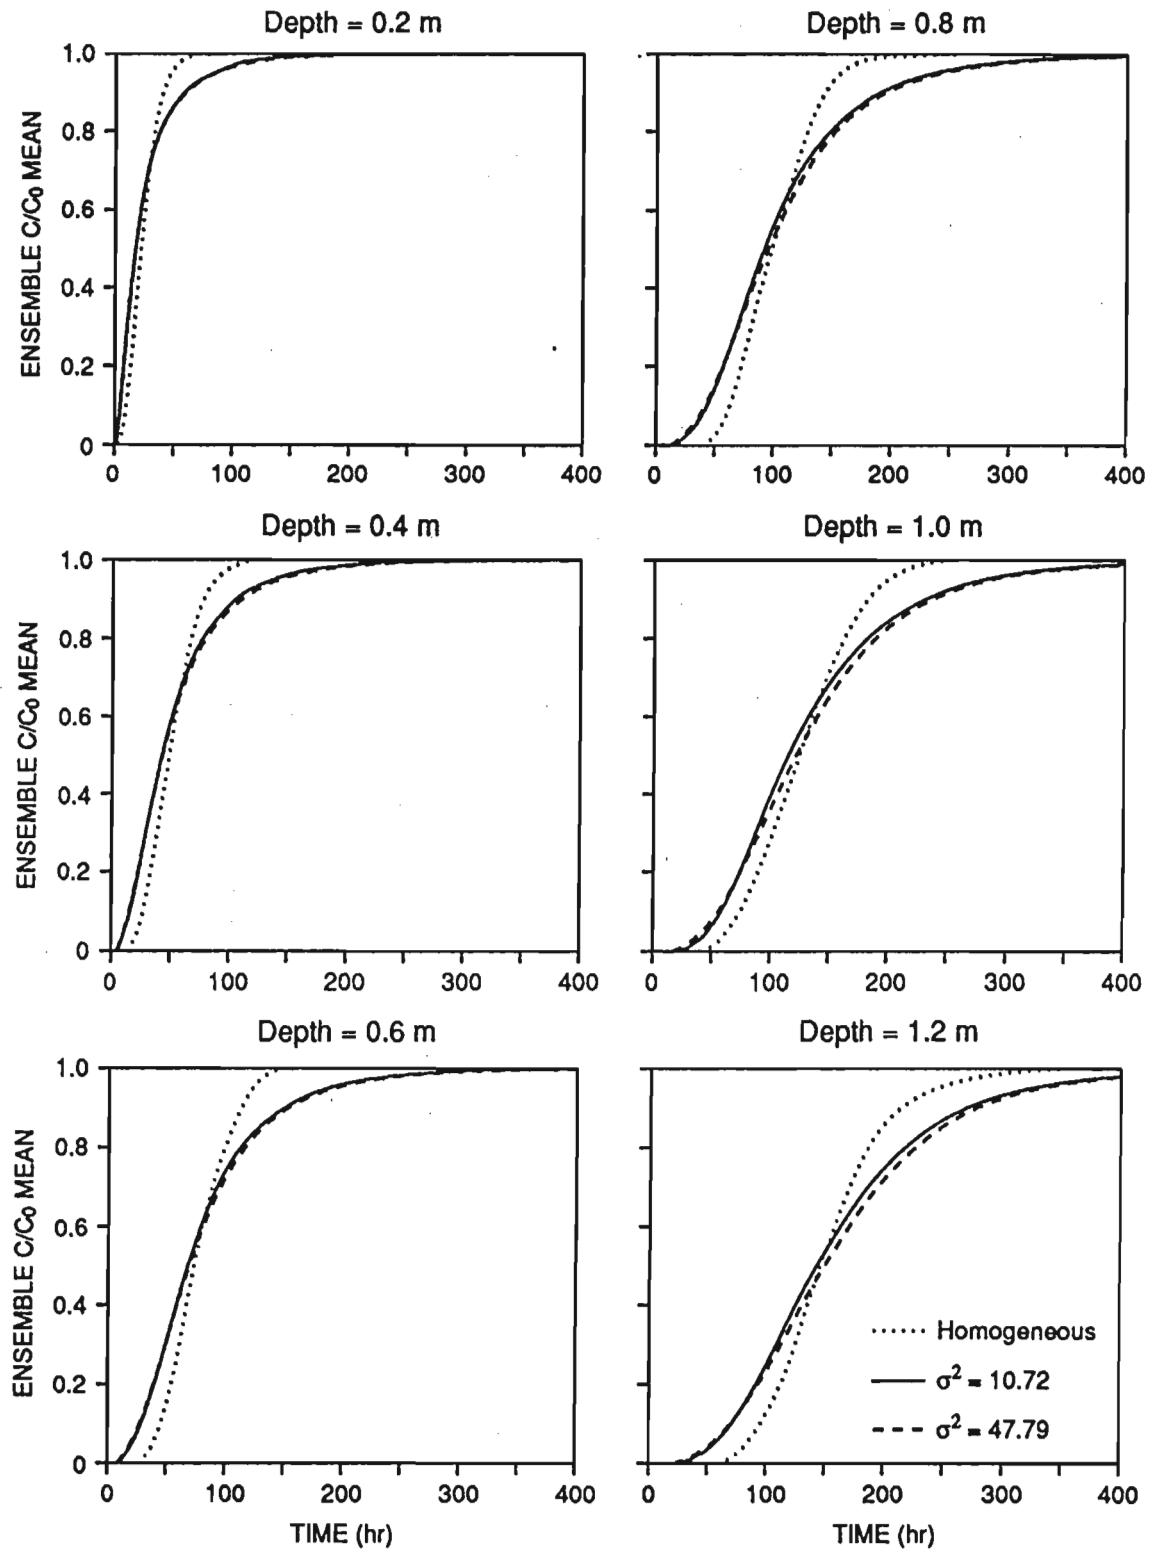 Depth = 0.2 m
Depth = 0.8 m
ENSEMBLE C/C₀ MEAN
1.0
0.8
0.6
0.4
0.2
0
0 100 200 300 400
0 100 200 300 400
Depth = 0.4 m
Depth = 1.0 m
ENSEMBLE C/C₀ MEAN
1.0
0.8
0.6
0.4
0.2
0
0 100 200 300 400
0 100 200 300 400
Depth = 0.6 m
Depth = 1.2 m
ENSEMBLE C/C₀ MEAN
1.0
0.8
0.6
0.4
0.2
0
0 100 200 300 400
TIME (hr)
Homogeneous
σ² = 10.72
σ² = 47.79
0 100 200 300 400
TIME (hr)